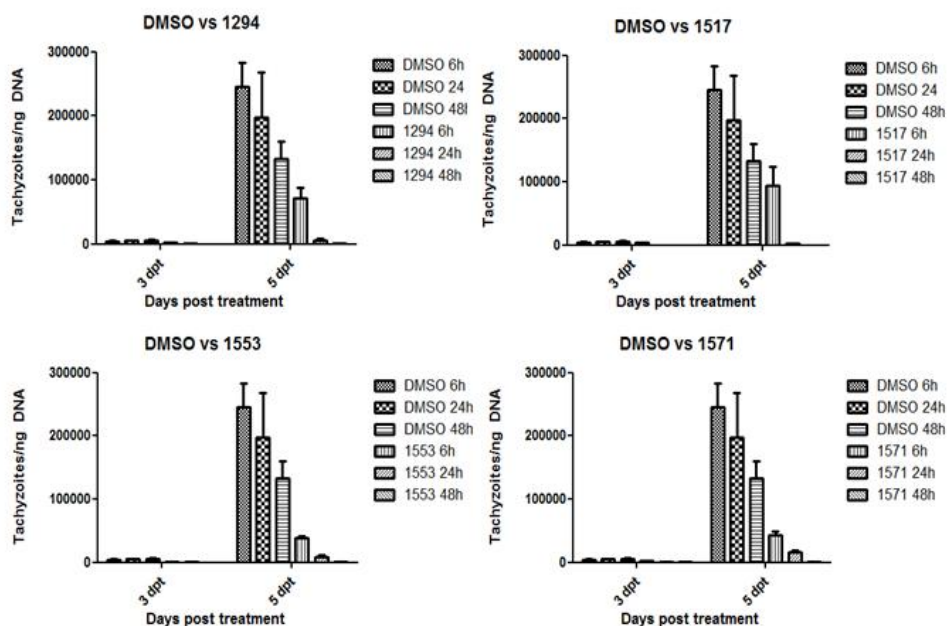 DMSO vs 1294
Tachyzoites/ng DNA
300000
200000
100000
0
3 dpt
5 dpt
Days post treatment
DMSO 6h
DMSO 24
DMSO 48l
1294 6h
1294 24h
1294 48h
DMSO vs 1517
Tachyzoites/ng DNA
300000
200000
100000
0
3 dpt
5 dpt
Days post treatment
DMSO 6h
DMSO 24
DMSO 48h
1517 6h
1517 24h
1517 48h
DMSO vs 1553
Tachyzoites/ng DNA
300000
200000
100000
0
3 dpt
5 dpt
Days post treatment
DMSO 6h
DMSO 24h
DMSO 48h
1553 6h
1553 24h
1553 48h
DMSO vs 1571
Tachyzoites/ng DNA
300000
200000
100000
0
3 dpt
5 dpt
Days post treatment
DMSO 6h
DMSO 24h
DMSO 48h
1571 6h
1571 24h
1571 48h